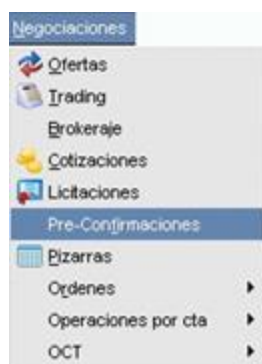 Negociaciones
Ofertas
Trading
Brokeraje
Cotizaciones
Licitaciones
Pre-Confirmaciones
Pizarras
Ordenes
Operaciones por cta
OCT